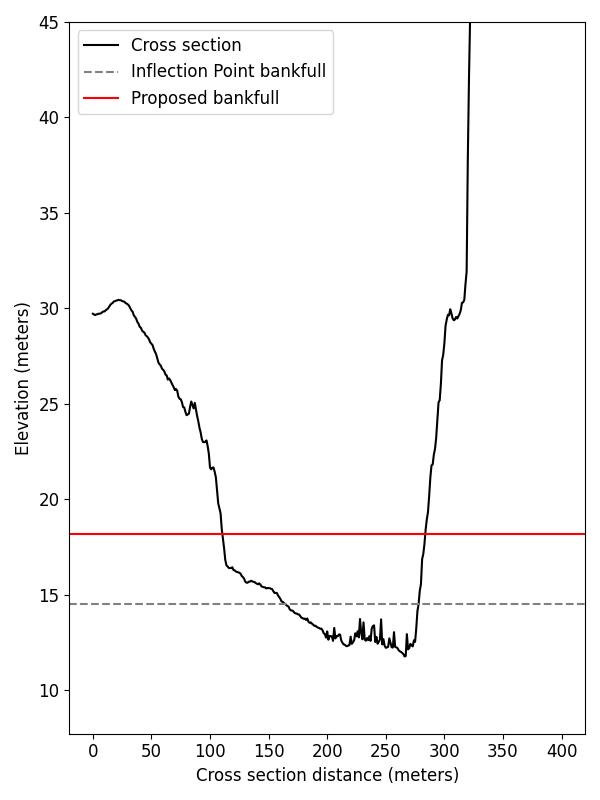 Cross section
Inflection Point bankfull
Proposed bankfull
45
40
35
30
25
20
15
10
Elevation (meters)
0 50 100 150 200 250 300 350 400
Cross section distance (meters)